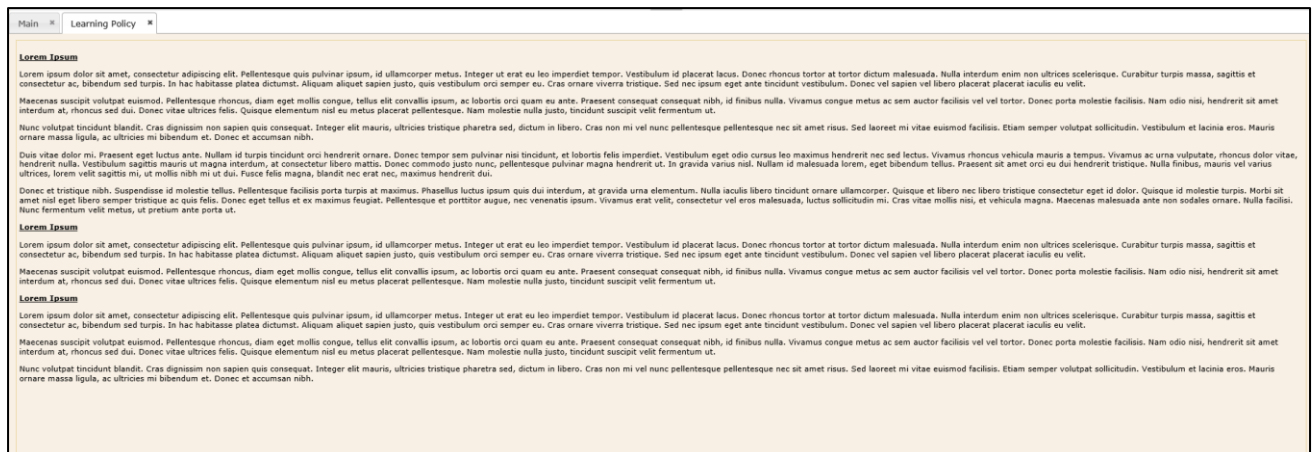 Main ×
Learning Policy ×
Lorem Ipsum
Lorem ipsum dolor sit amet, consectetur adipiscing elit. Pellentesque quis pulvinar ipsum, id ullamcorper metus. Integer ut erat eu leo imperdiet tempor. Vestibulum id placerat lacus. Donec rhoncus tortor at tortor dictum malesuada. Nulla interdum enim non ultrices scelerisque. Curabitur turpis massa, sagittis et
consectetur ac, bibendum sed turpis. In hac habitasse platea dictumst. Aliquam aliquet sapien justo, quis vestibulum orci semper eu. Cras ornare viverra tristique. Sed nec ipsum eget ante tincidunt vestibulum. Donec vel sapien vel libero placerat placerat iaculis eu velit.
Maecenas suscipit volutpat euismod. Pellentesque rhoncus, diam eget mollis congue, tellus elit convallis ipsum, ac lobortis orci quam eu ante. Praesent consequat consequat nibh, id finibus nulla. Vivamus congue metus ac sem auctor facilisis vel vel tortor. Donec porta molestie facilisis. Nam odio nisi, hendrerit sit amet
interdum at, rhoncus sed dui. Donec vitae ultrices felis. Quisque elementum nisl eu metus placerat pellentesque. Nam molestie nulla justo, tincidunt suscipit velit fermentum ut.
Nunc volutpat tincidunt blandit. Cras dignissim non sapien quis consequat. Integer elit mauris, ultricies tristique pharetra sed, dictum in libero. Cras non mi vel nunc pellentesque pellentesque nec sit amet risus. Sed laoreet mi vitae euismod facilisis. Etiam semper volutpat sollicitudin. Vestibulum et lacinia eros. Mauris
ornare massa ligula, ac ultricies mi bibendum et. Donec et accumsan nibh.
Duis vitae dolor mi. Praesent eget luctus ante. Nullam id turpis tincidunt orci hendrerit ornare. Donec tempor sem pulvinar nisi tincidunt, et lobortis felis imperdiet. Vestibulum eget odio cursus leo maximus hendrerit nec sed lectus. Vivamus rhoncus vehicula mauris a tempus. Vivamus ac urna vulputate, rhoncus dolor vitae,
hendrerit nulla. Vestibulum sagittis mauris ut magna interdum, at consectetur libero mattis. Donec commodo justo nunc, pellentesque pulvinar magna hendrerit ut. In gravida varius nisl. Nullam id malesuada lorem, eget bibendum tellus. Praesent sit amet orci eu dui hendrerit tristique. Nulla finibus, mauris vel varius
ultrices, lorem velit sagittis mi, ut mollis nibh mi ut dui. Fusce felis magna, blandit nec erat nec, maximus hendrerit dui.
Donec et tristique nibh. Suspendisse id molestie tellus. Pellentesque facilisis porta turpis at maximus. Phasellus luctus ipsum quis dui interdum, at gravida urna elementum. Nulla iaculis libero tincidunt ornare ullamcorper. Quisque et libero nec libero tristique consectetur eget id dolor. Quisque id molestie turpis. Morbi sit
amet nisl eget libero semper tristique ac quis felis. Donec eget tellus et ex maximus feugiat. Pellentesque et porttitor augue, nec venenatis ipsum. Vivamus erat velit, consectetur vel eros malesuada, luctus sollicitudin mi. Cras vitae mollis nisi, et vehicula magna. Maecenas malesuada ante non sodales ornare. Nulla facilisi.
Nunc fermentum velit metus, ut pretium ante porta ut.
Lorem Ipsum
Lorem ipsum dolor sit amet, consectetur adipiscing elit. Pellentesque quis pulvinar ipsum, id ullamcorper metus. Integer ut erat eu leo imperdiet tempor. Vestibulum id placerat lacus. Donec rhoncus tortor at tortor dictum malesuada. Nulla interdum enim non ultrices scelerisque. Curabitur turpis massa, sagittis et
consectetur ac, bibendum sed turpis. In hac habitasse platea dictumst. Aliquam aliquet sapien justo, quis vestibulum orci semper eu. Cras ornare viverra tristique. Sed nec ipsum eget ante tincidunt vestibulum. Donec vel sapien vel libero placerat placerat iaculis eu velit.
Maecenas suscipit volutpat euismod. Pellentesque rhoncus, diam eget mollis congue, tellus elit convallis ipsum, ac lobortis orci quam eu ante. Praesent consequat consequat nibh, id finibus nulla. Vivamus congue metus ac sem auctor facilisis vel vel tortor. Donec porta molestie facilisis. Nam odio nisi, hendrerit sit amet
interdum at, rhoncus sed dui. Donec vitae ultrices felis. Quisque elementum nisl eu metus placerat pellentesque. Nam molestie nulla justo, tincidunt suscipit velit fermentum ut.
Lorem Ipsum
Lorem ipsum dolor sit amet, consectetur adipiscing elit. Pellentesque quis pulvinar ipsum, id ullamcorper metus. Integer ut erat eu leo imperdiet tempor. Vestibulum id placerat lacus. Donec rhoncus tortor at tortor dictum malesuada. Nulla interdum enim non ultrices scelerisque. Curabitur turpis massa, sagittis et
consectetur ac, bibendum sed turpis. In hac habitasse platea dictumst. Aliquam aliquet sapien justo, quis vestibulum orci semper eu. Cras ornare viverra tristique. Sed nec ipsum eget ante tincidunt vestibulum. Donec vel sapien vel libero placerat placerat iaculis eu velit.
Maecenas suscipit volutpat euismod. Pellentesque rhoncus, diam eget mollis congue, tellus elit convallis ipsum, ac lobortis orci quam eu ante. Praesent consequat consequat nibh, id finibus nulla. Vivamus congue metus ac sem auctor facilisis vel vel tortor. Donec porta molestie facilisis. Nam odio nisi, hendrerit sit amet
interdum at, rhoncus sed dui. Donec vitae ultrices felis. Quisque elementum nisl eu metus placerat pellentesque. Nam molestie nulla justo, tincidunt suscipit velit fermentum ut.
Nunc volutpat tincidunt blandit. Cras dignissim non sapien quis consequat. Integer elit mauris, ultricies tristique pharetra sed, dictum in libero. Cras non mi vel nunc pellentesque pellentesque nec sit amet risus. Sed laoreet mi vitae euismod facilisis. Etiam semper volutpat sollicitudin. Vestibulum et lacinia eros. Mauris
ornare massa ligula, ac ultricies mi bibendum et. Donec et accumsan nibh.